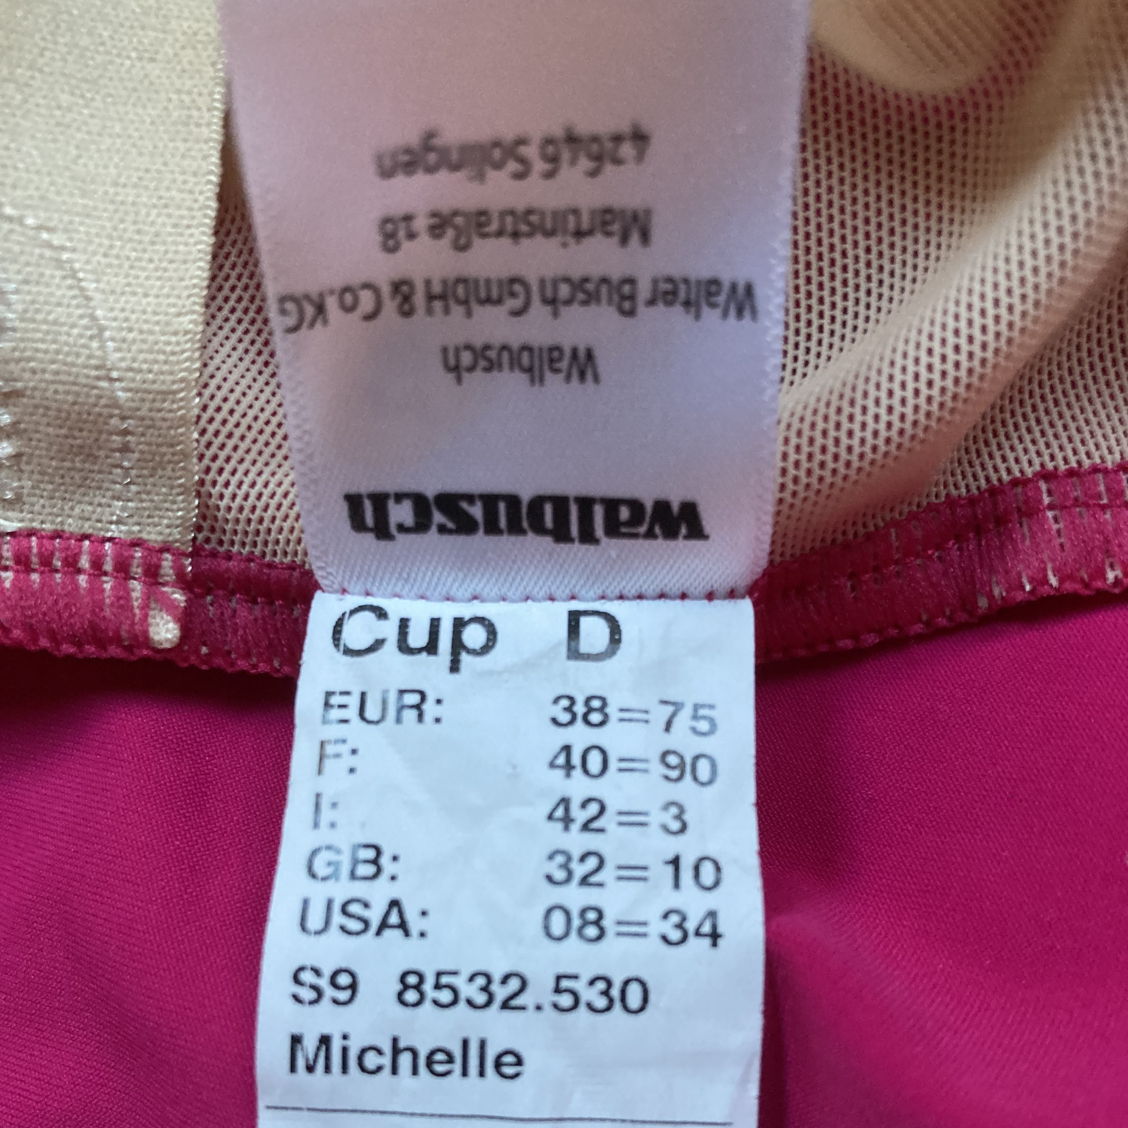 walbusch
Walbusch
Walter Busch GmbH & Co.KG
Martinstraße 18
42646 Solingen
Cup D
EUR: 38=75
F: 40=90
I: 42=3
GB: 32=10
USA: 08=34
S9 8532.530
Michelle